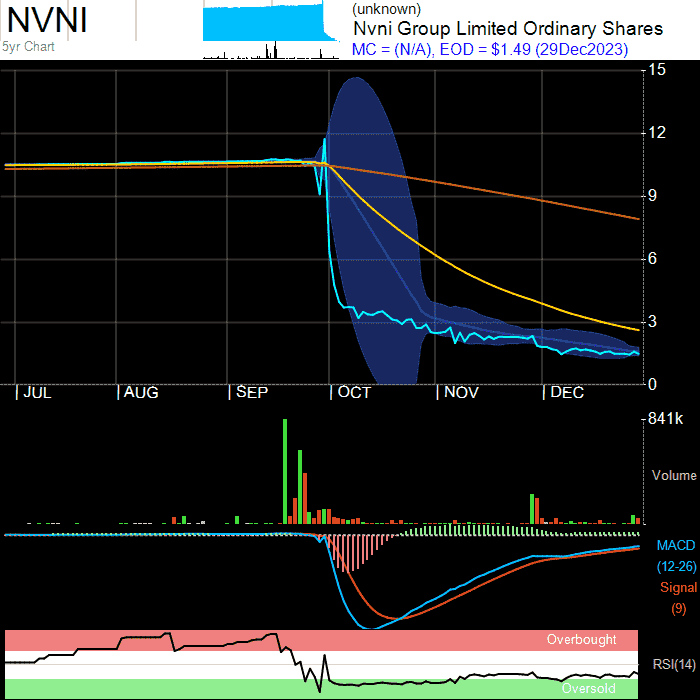 NVNI
5yr Chart
(unknown)
Nvni Group Limited Ordinary Shares
MC = (N/A), EOD = $1.49 (29Dec2023)
15
12
9
6
3
0
JUL AUG SEP OCT NOV DEC
841k
Volume
MACD
(12-26)
Signal
(9)
Overbought
RSI(14)
Oversold